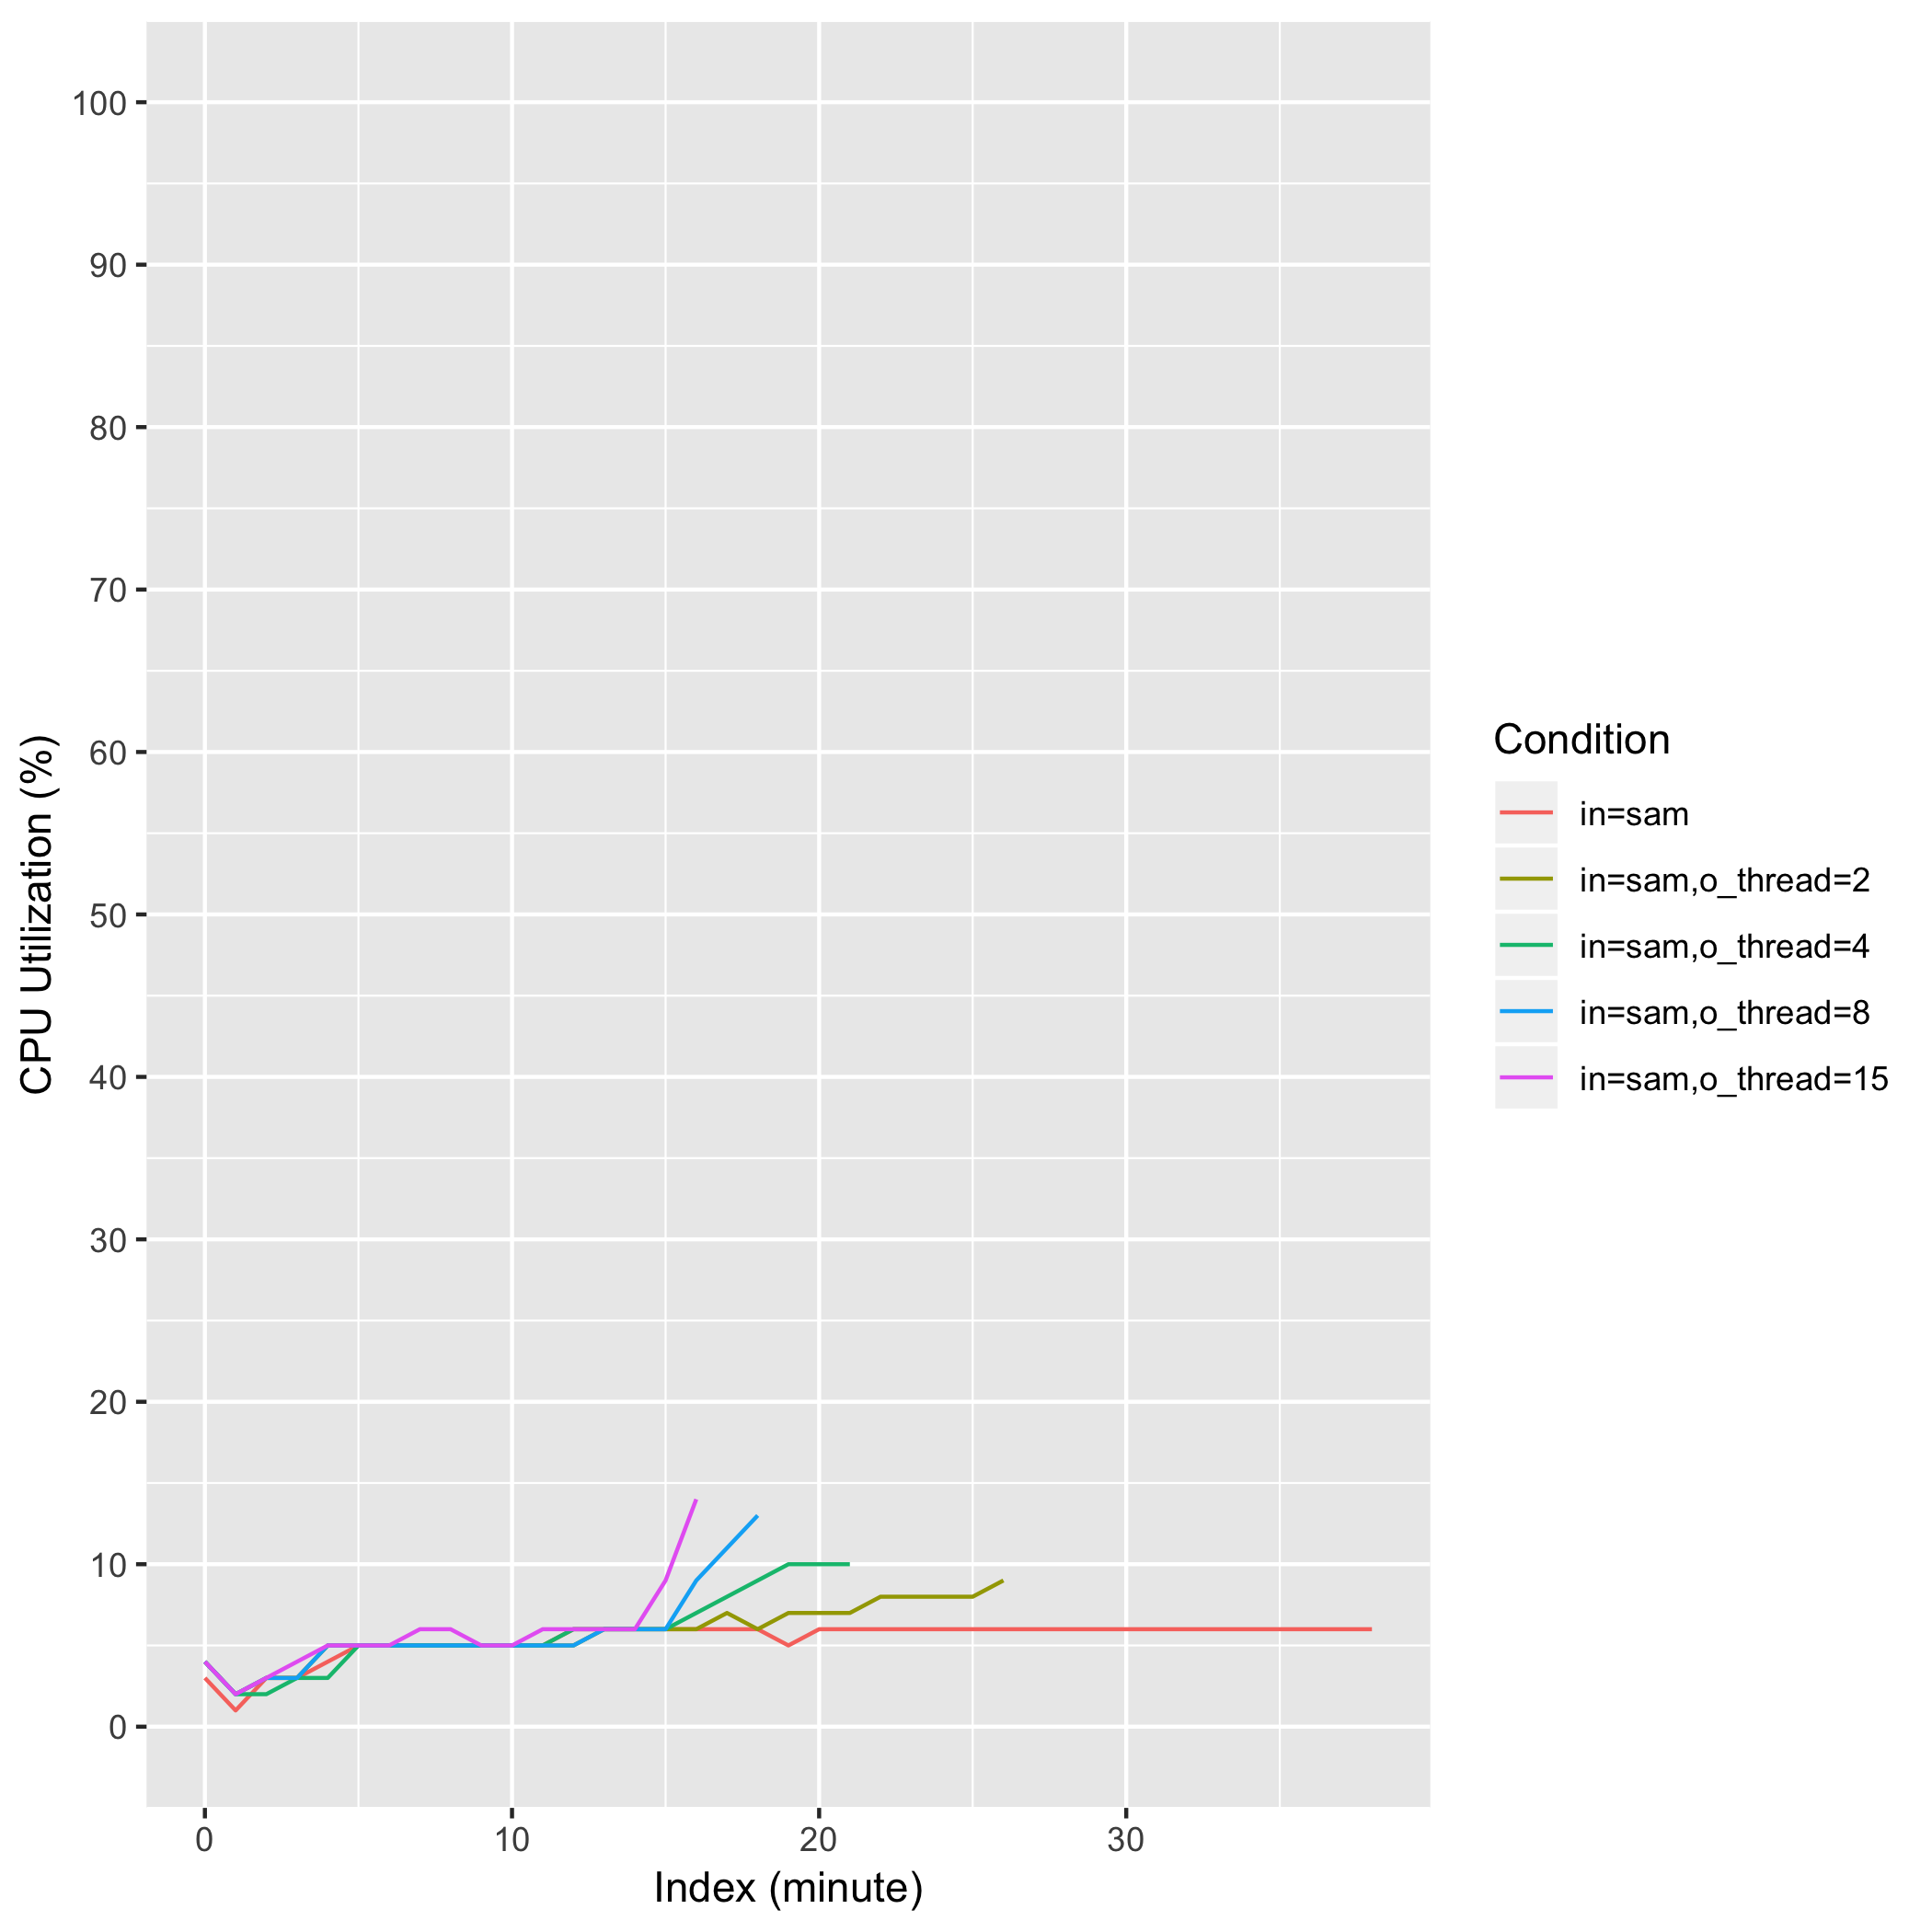 CPU Utilization (%)
100
90
80
70
60
50
40
30
20
10
0
0 10 20 30
Index (minute)
Condition
in=sam
in=sam,o_thread=2
in=sam,o_thread=4
in=sam,o_thread=8
in=sam,o_thread=15